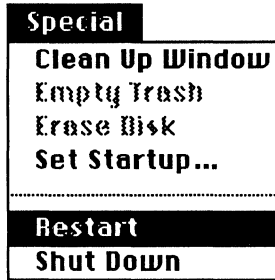 Special
Clean Up Window
Empty Trash
Erase Disk
Set Startup...
Restart
Shut Down